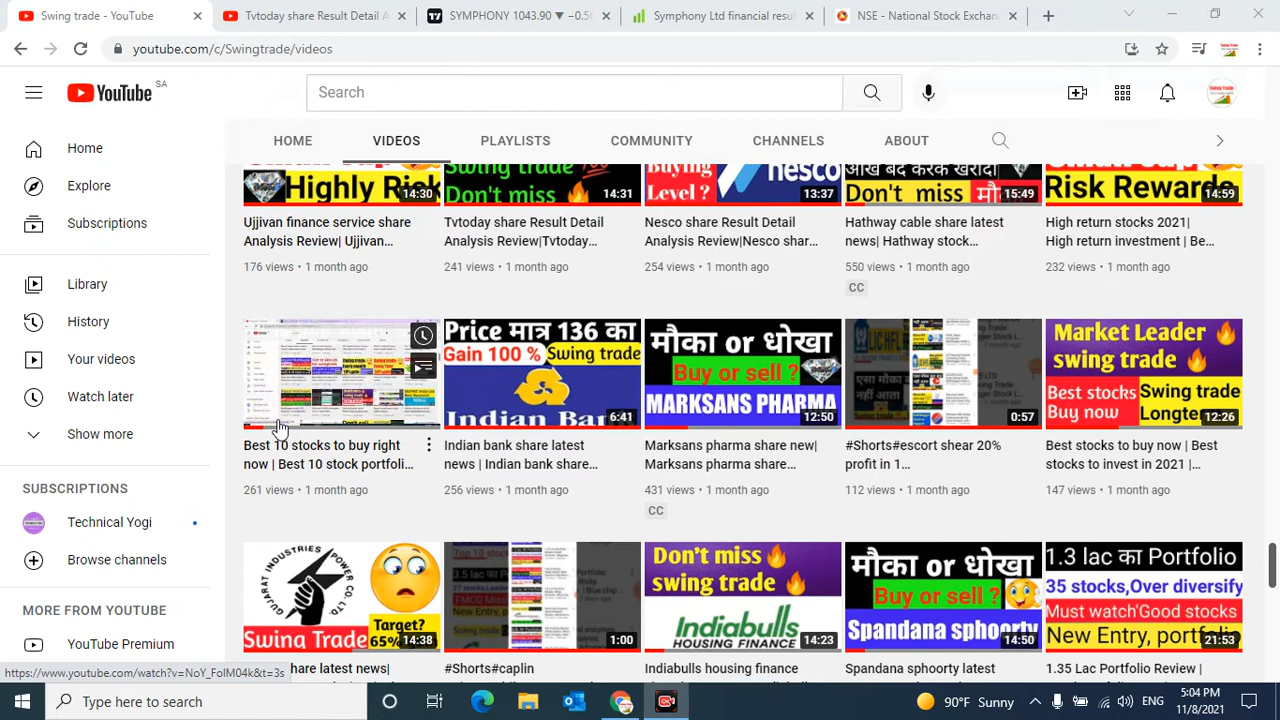 Swing trade - YouTube
Tvtoday share Result Detail A
SYMPHONY 1043.90 ▼ −0.56
Symphony Ltd financial resul
NSE - National Stock Exchan
youtube.com/c/Swingtrade/videos
YouTube SA
Search
HOME VIDEOS PLAYLISTS COMMUNITY CHANNELS ABOUT
Home
Explore
Subscriptions
Library
History
Your videos
Watch later
Show more
SUBSCRIPTIONS
Technical Yogi
Browse channels
MORE FROM YOUTUBE
YouTube Premium
Highly Risk
14:30
Swing trade
Don't miss
14:31
Buying
Level ?
nesco
13:37
आंख बंद करके खरीदो
Don't miss
15:49
Risk Reward
14:59
Ujjivan finance service share
Analysis Review| Ujjivan...
176 views • 1 month ago
Tvtoday share Result Detail
Analysis Review|Tvtoday...
241 views • 1 month ago
Nesco share Result Detail
Analysis Review|Nesco shar...
254 views • 1 month ago
Hathway cable share latest
news| Hathway stock...
550 views • 1 month ago
CC
High return stocks 2021|
High return investment | Be...
232 views • 1 month ago
Price मात्र 136 का
Gain 100 % Swing trade
Indian Ban
6:41
मौका or धोखा
Buy or sell ?
MARKSANS PHARMA
12:50
0:57
Market Leader
swing trade
Best stocks
Buy now
Swing trade
Longte
12:26
Best 10 stocks to buy right
now | Best 10 stock portfoli...
261 views • 1 month ago
Indian bank share latest
news | Indian bank share...
256 views • 1 month ago
Marksans pharma share new|
Marksans pharma share...
431 views • 1 month ago
CC
#Shorts#escort shear 20%
profit in 1...
112 views • 1 month ago
Best stocks to buy now | Best
stocks to invest in 2021 |...
147 views • 1 month ago
Swing Trade
Target?
65%
14:38
1:00
Don't miss
swing trade
Indiabulls
HOUSING FINANCE
14:23
मौका or धोखा
Buy or sell ?
Spandana sphoorty
14:31
1.3 lac का Portfolio
35 stocks,Over diversify
Must watch'Good stocks
New Entry, portfolio
21:53
share latest news|
#Shorts#caplin
Indiabulls housing finance
Spandana sphoorty latest
1.35 Lac Portfolio Review |
https://www.youtube.com/watch?v=NoY_FolM04k&t=3s
Type here to search
90°F Sunny
ENG
5:04 PM
11/8/2021